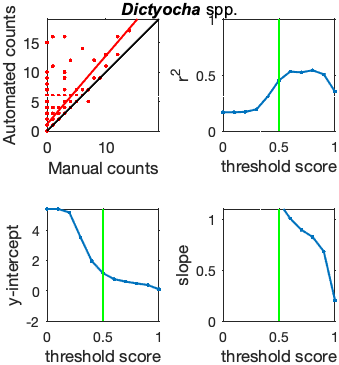 Dictyocha spp.
Automated counts
15
10
5
0
0
10
Manual counts
r²
1
0.5
0
0
0.5
1
threshold score
y-intercept
4
2
0
-2
0
0.5
1
threshold score
slope
1
0.5
0
0
0.5
1
threshold score